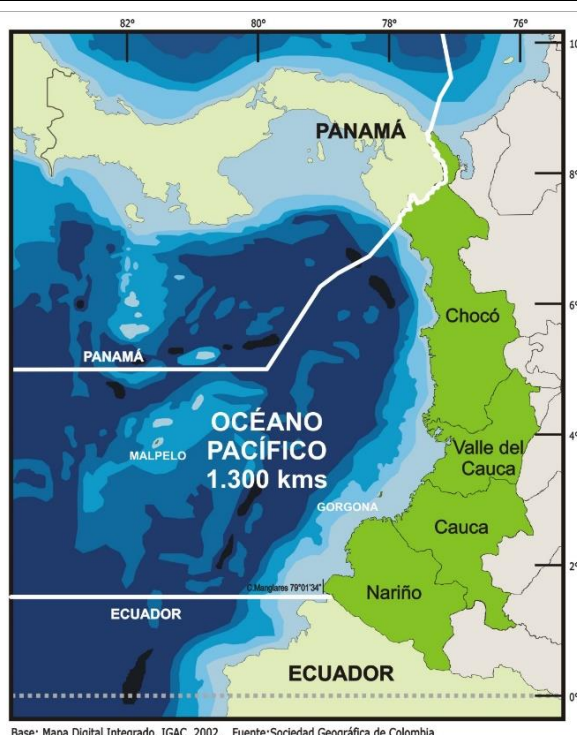 82°
80°
78°
76°
10°
PANAMÁ
8°
Chocó
6°
PANAMÁ
OCÉANO
PACÍFICO
1.300 kms
MALPELO
4°
Valle del
Cauca
GORGONA
Cauca
2°
C.Manglares 79°01'34"
Nariño
ECUADOR
ECUADOR
0°
Base: Mapa Digital Integrado, IGAC, 2002 Fuente:Sociedad Geográfica de Colombia